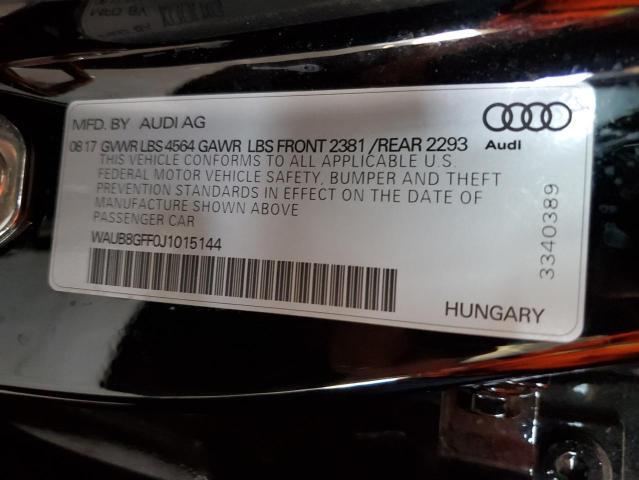 MFD. BY AUDI AG
08 17 GVWR LBS 4564 GAWR LBS FRONT 2381 /REAR 2293
THIS VEHICLE CONFORMS TO ALL APPLICABLE U.S.
FEDERAL MOTOR VEHICLE SAFETY, BUMPER AND THEFT
PREVENTION STANDARDS IN EFFECT ON THE DATE OF
MANUFACTURE SHOWN ABOVE
PASSENGER CAR
WAUB8GFF0J1015144
Audi
3340389
HUNGARY